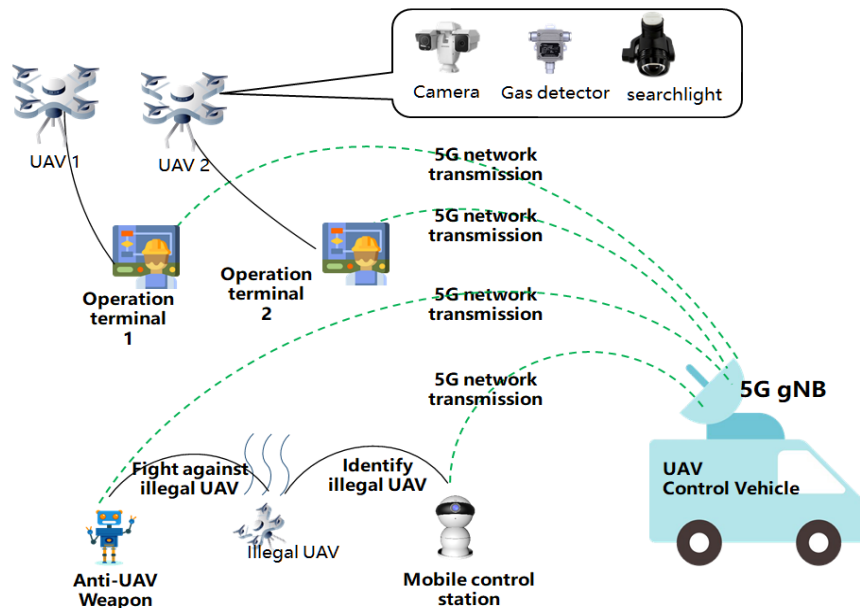 Camera
Gas detector
searchlight
UAV 1
UAV 2
5G network
transmission
5G network
transmission
Operation
terminal
1
Operation
terminal
2
5G network
transmission
5G network
transmission
5G gNB
UAV
Control Vehicle
Fight against
illegal UAV
Identify
illegal UAV
Illegal UAV
Anti-UAV
Weapon
Mobile control
station